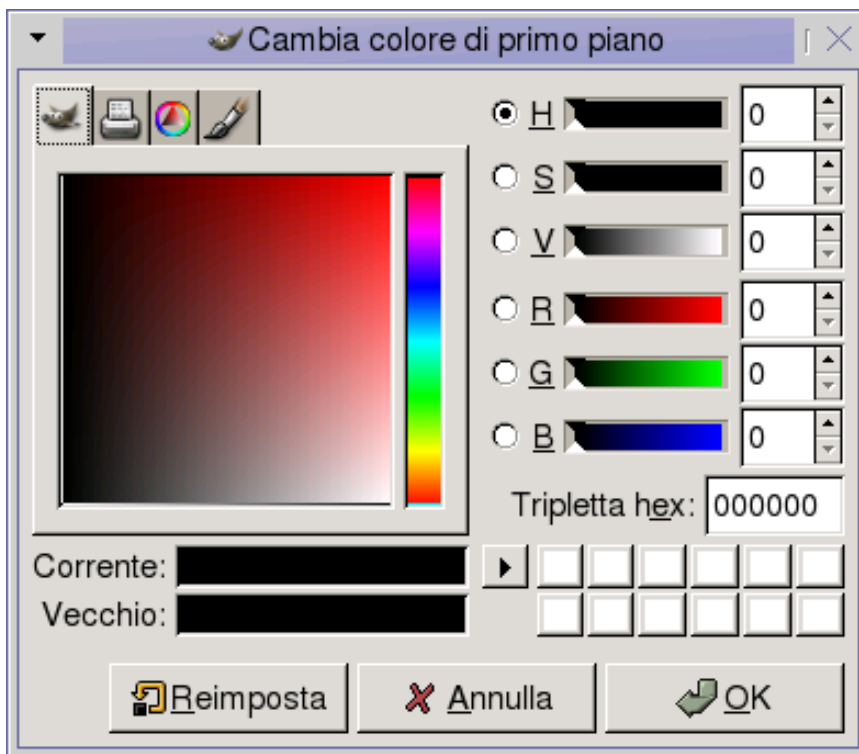 Cambia colore di primo piano
H 0
S 0
V 0
R 0
G 0
B 0
Tripletta hex: 000000
Corrente:
Vecchio:
Reimposta Annulla OK